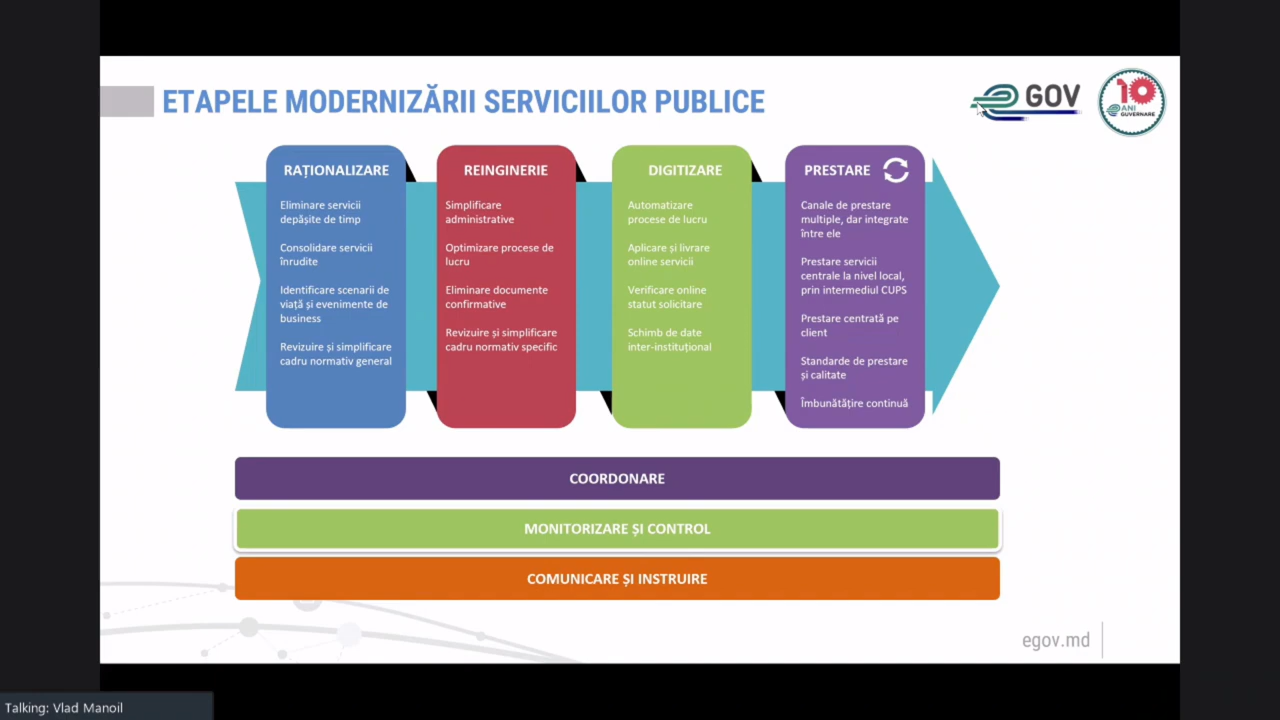 ETAPELE MODERNIZĂRII SERVICIILOR PUBLICE
GOV
10
ANI
GUVERNARE
RAȚIONALIZARE
Eliminare servicii
depășite de timp
Consolidare servicii
înrudite
Identificare scenarii de
viață și evenimente de
business
Revizuire și simplificare
cadru normativ general
REINGINERIE
Simplificare
administrative
Optimizare procese de
lucru
Eliminare documente
confirmative
Revizuire și simplificare
cadru normativ specific
DIGITIZARE
Automatizare
procese de lucru
Aplicare și livrare
online servicii
Verificare online
statut solicitare
Schimb de date
inter-instituțional
PRESTARE
Canale de prestare
multiple, dar integrate
între ele
Prestare servicii
centrale la nivel local,
prin intermediul CUPS
Prestare centrată pe
client
Standarde de prestare
și calitate
Îmbunătățire continuă
COORDONARE
MONITORIZARE ȘI CONTROL
COMUNICARE ȘI INSTRUIRE
egov.md
Talking: Vlad Manoil